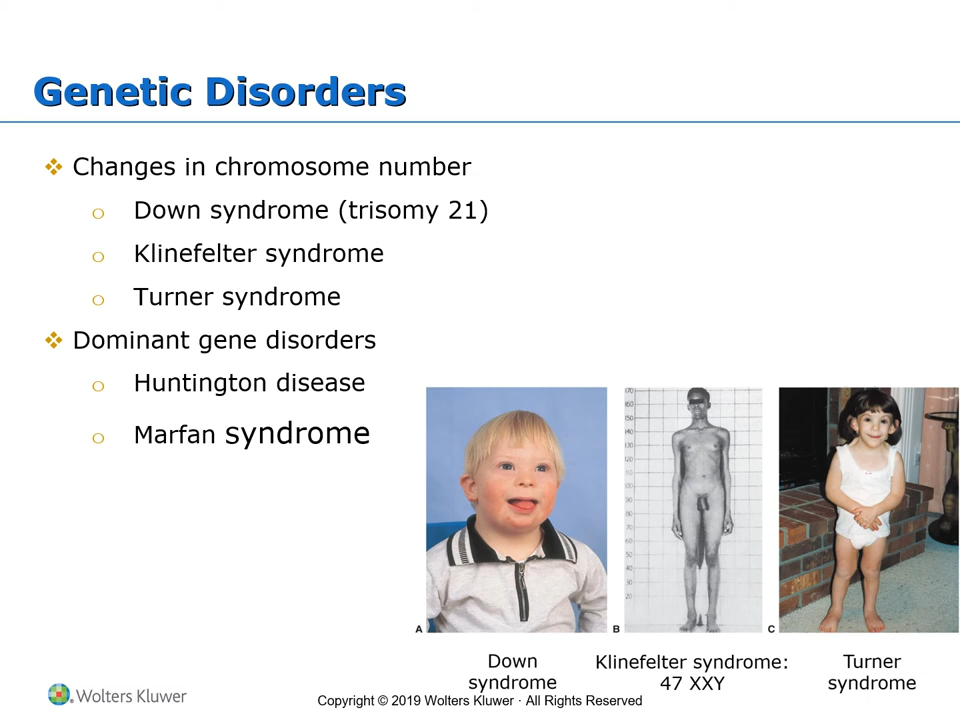 Genetic Disorders
Changes in chromosome number
Down syndrome (trisomy 21)
Klinefelter syndrome
Turner syndrome
Dominant gene disorders
Huntington disease
Marfan syndrome
A
B
C
Down
syndrome
Klinefelter syndrome:
47 XXY
Turner
syndrome
Wolters Kluwer
Copyright © 2019 Wolters Kluwer · All Rights Reserved